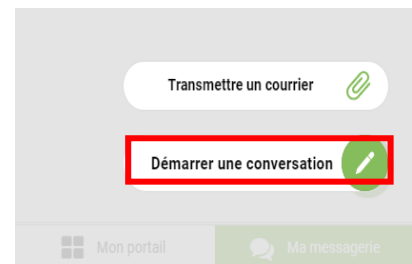 Transmettre un courrier
Démarrer une conversation
Mon portail
Ma messagerie